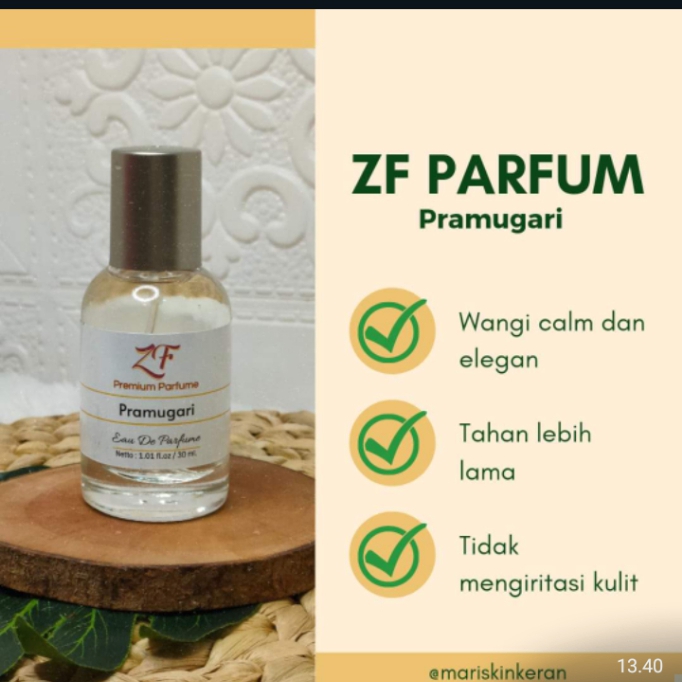 ZF
Premium Parfume
Pramugari
Eau De Parfume
Netto : 1.01 fl.oz / 30 ml
ZF PARFUM
Pramugari
Wangi calm dan
elegan
Tahan lebih
lama
Tidak
mengiritasi kulit
@mariskinkeran
13.40